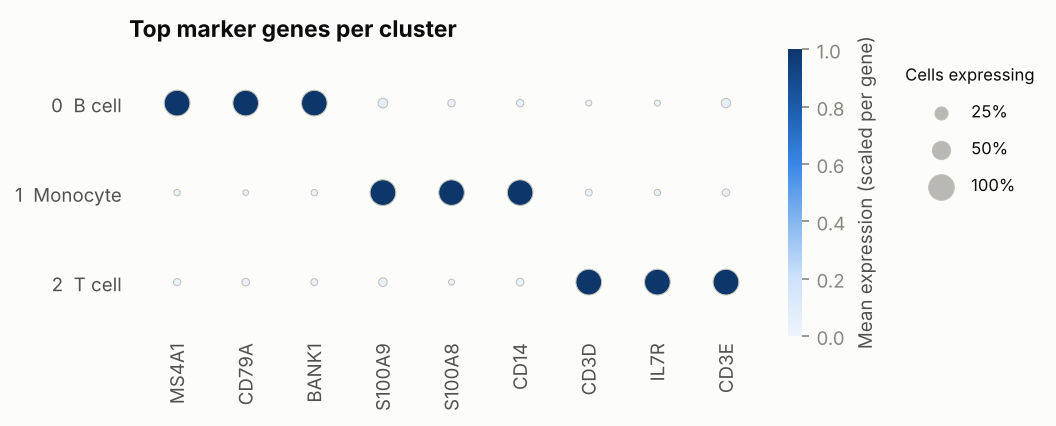 Top marker genes per cluster
0 B cell
1 Monocyte
2 T cell
MS4A1
CD79A
BANK1
S100A9
S100A8
CD14
CD3D
IL7R
CD3E
1.0
0.8
0.6
0.4
0.2
0.0
Mean expression (scaled per gene)
Cells expressing
25%
50%
100%